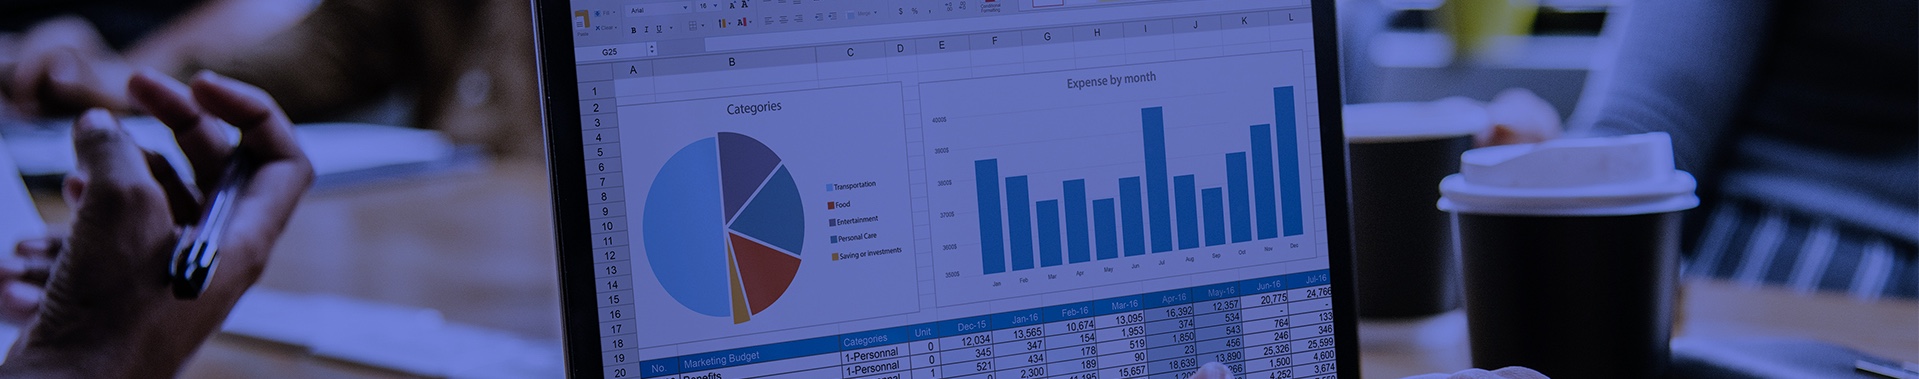 Arial 16
B I U
G25
A B C D E F G H I J K L
1
2
3
4
5
6
7
8
9
10
11
12
13
14
15
16
17
18
19
20
Categories
Transportation
Food
Entertainment
Personal Care
Saving or investments
Expense by month
4000$
3900$
3800$
3700$
3600$
3500$
Jan Feb Mar Apr May Jun Jul Aug Sep Oct Nov Dec
No. Marketing Budget Categories Unit Dec-15 Jan-16 Feb-16 Mar-16 Apr-16 May-16 Jun-16 Jul-16
1-Personnal 0 12,034 13,565 10,674 13,095 16,392 12,357 20,775 24,766
Benefits 1-Personnal 0 345 347 154 1,953 374 534 - -
1 521 434 178 519 1,850 543 764 133
0 2,300 189 90 23 456 246 346
11,195 15,657 18,639 13,890 25,326 25,599
1,500 4,600
4,252 3,674